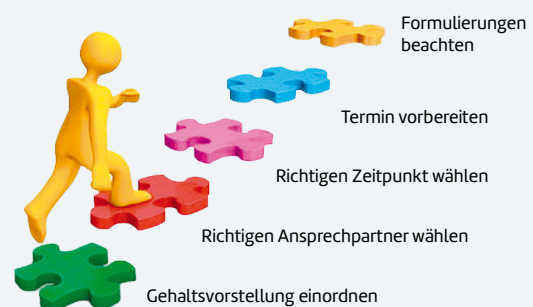 Formulierungen
beachten
Termin vorbereiten
Richtigen Zeitpunkt wählen
Richtigen Ansprechpartner wählen
Gehaltsvorstellung einordnen